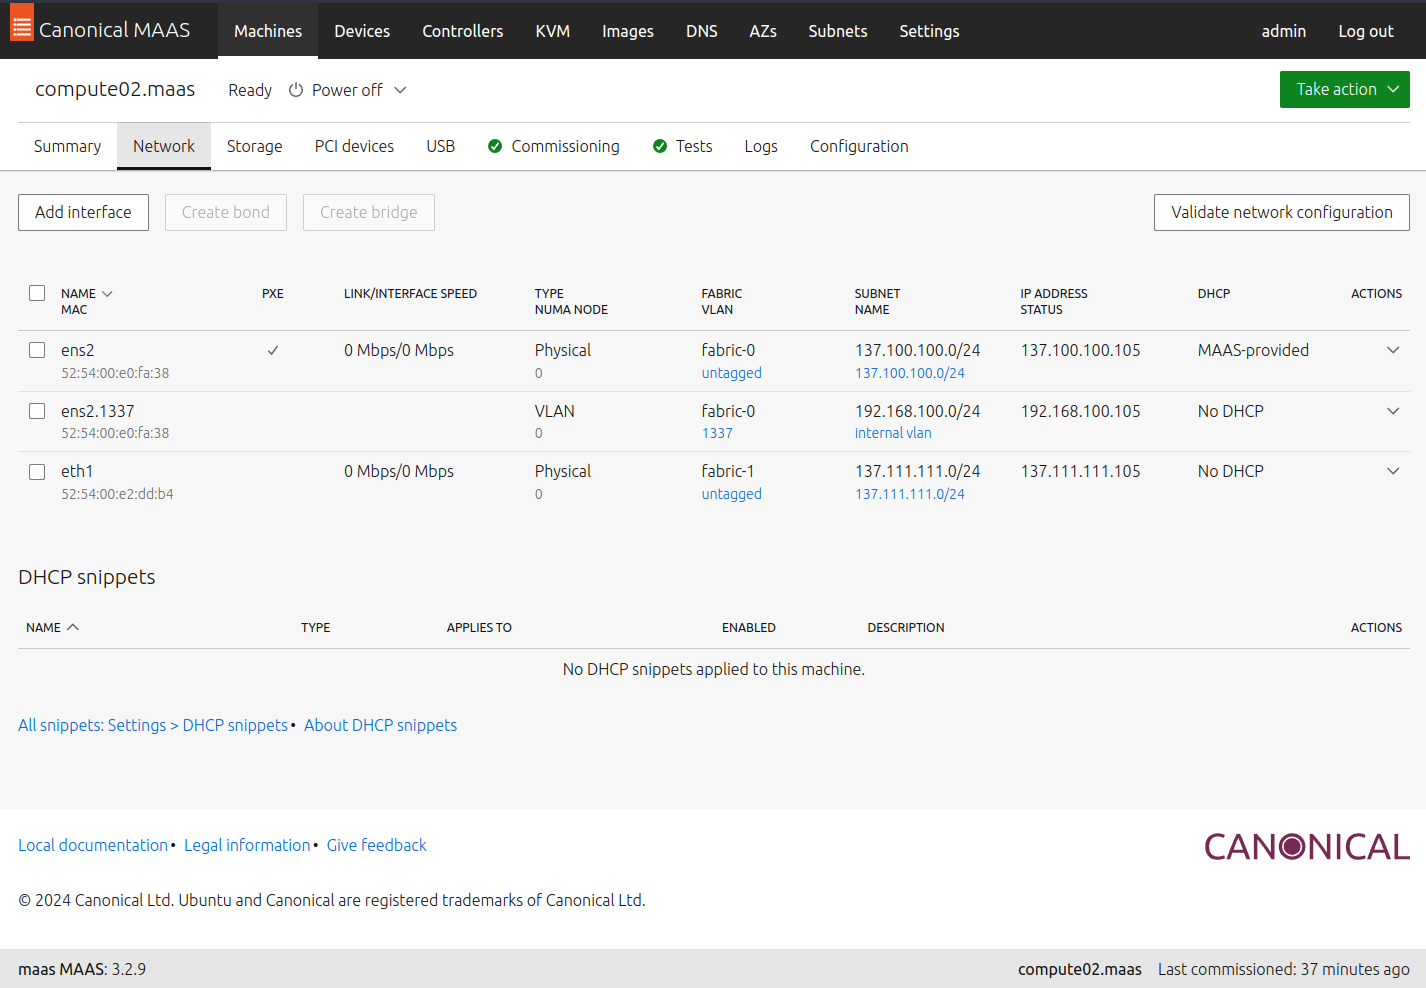 Canonical MAAS Machines Devices Controllers KVM Images DNS AZs Subnets Settings admin Log out
compute02.maas Ready Power off Take action
Summary Network Storage PCI devices USB Commissioning Tests Logs Configuration
Add interface Create bond Create bridge Validate network configuration
NAME PXE LINK/INTERFACE SPEED TYPE FABRIC SUBNET IP ADDRESS DHCP ACTIONS
MAC NUMA NODE VLAN NAME STATUS
ens2 0 Mbps/0 Mbps Physical fabric-0 137.100.100.0/24 137.100.100.105 MAAS-provided
52:54:00:e0:fa:38 0 untagged 137.100.100.0/24
ens2.1337 VLAN fabric-0 192.168.100.0/24 192.168.100.105 No DHCP
52:54:00:e0:fa:38 0 1337 internal vlan
eth1 0 Mbps/0 Mbps Physical fabric-1 137.111.111.0/24 137.111.111.105 No DHCP
52:54:00:e2:dd:b4 0 untagged 137.111.111.0/24
DHCP snippets
NAME TYPE APPLIES TO ENABLED DESCRIPTION ACTIONS
No DHCP snippets applied to this machine.
All snippets: Settings > DHCP snippets • About DHCP snippets
Local documentation • Legal information • Give feedback CANONICAL
© 2024 Canonical Ltd. Ubuntu and Canonical are registered trademarks of Canonical Ltd.
maas MAAS: 3.2.9 compute02.maas Last commissioned: 37 minutes ago